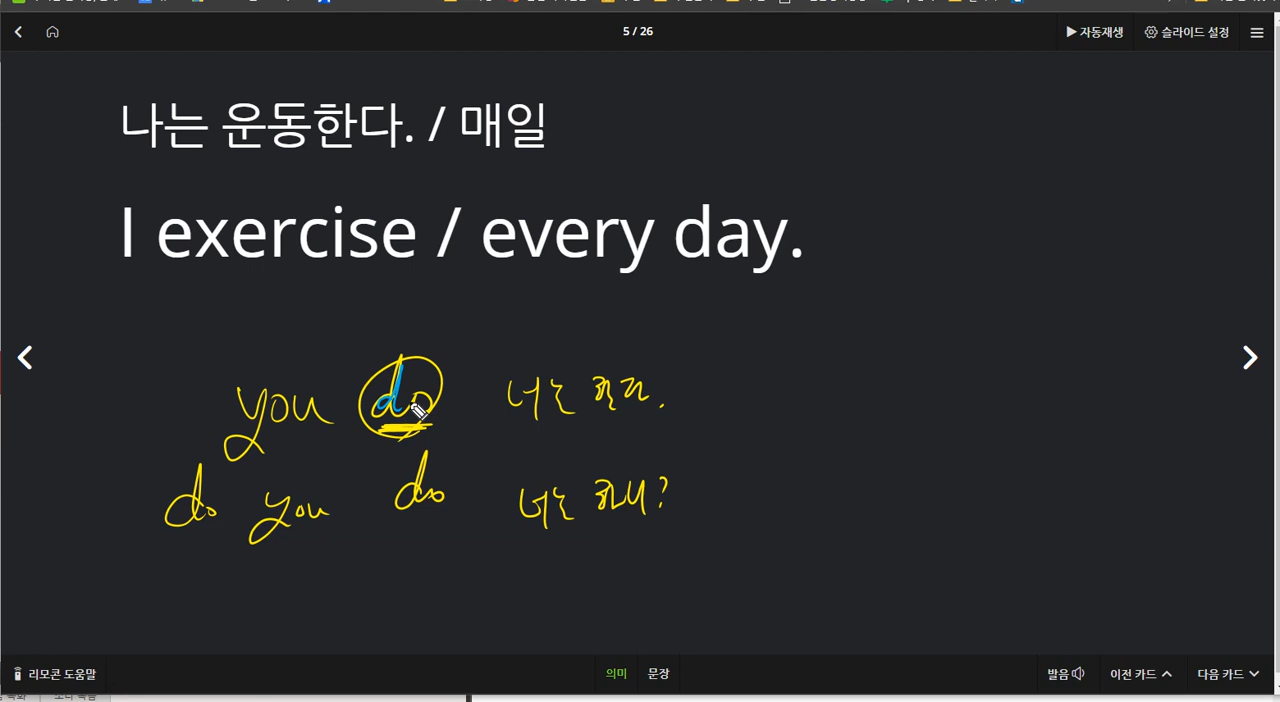 5 / 26
▶ 자동재생
슬라이드 설정
나는 운동한다. / 매일
I exercise / every day.
you do 너는 한다.
do you do 너는 하니?
리모콘 도움말
의미
문장
발음
이전 카드
다음 카드